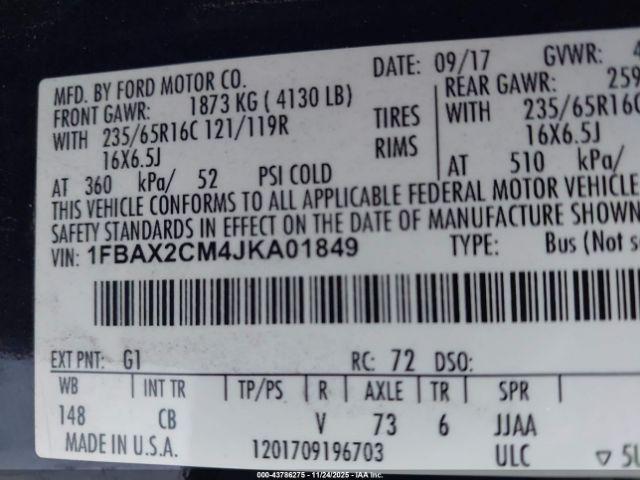 MFD. BY FORD MOTOR CO.
DATE: 09/17 GVWR: 4
FRONT GAWR: 1873 KG ( 4130 LB) REAR GAWR: 259
WITH 235/65R16C 121/119R TIRES WITH 235/65R16C
16X6.5J RIMS 16X6.5J
AT 360 kPa/ 52 PSI COLD AT 510 kPa/
THIS VEHICLE CONFORMS TO ALL APPLICABLE FEDERAL MOTOR VEHICLE
SAFETY STANDARDS IN EFFECT ON THE DATE OF MANUFACTURE SHOWN
VIN: 1FBAX2CM4JKA01849 TYPE: Bus (Not
EXT PNT: G1 RC: 72 DSO:
WB INT TR TP/PS R AXLE TR SPR
148 CB V 73 6 JJAA
MADE IN U.S.A. 1201709196703 ULC ▽ 5U
(000-43786275 - 11/24/2025 - IAA)